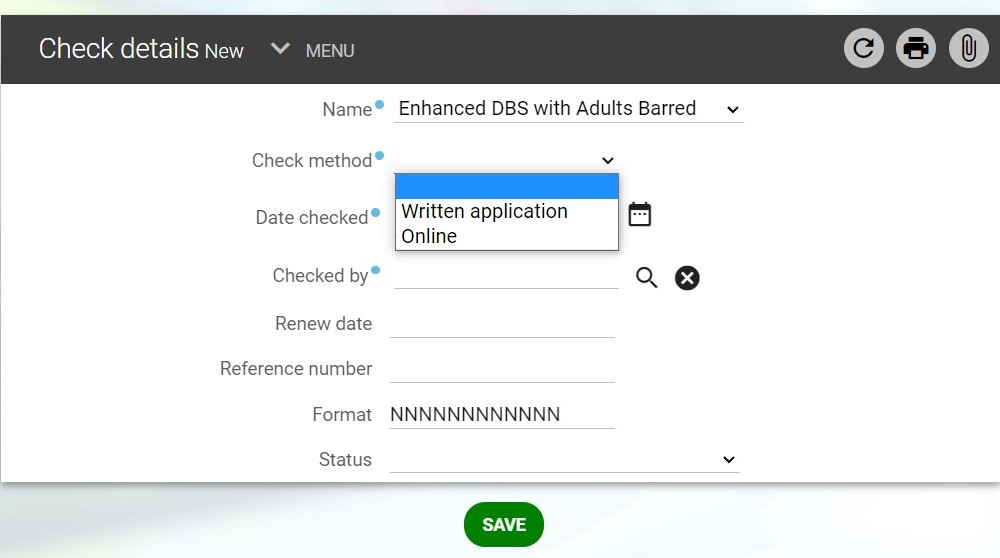 Check details New MENU
Name Enhanced DBS with Adults Barred
Check method
Written application
Date checked
Online
Checked by
Renew date
Reference number
Format NNNNNNNNNNNN
Status
SAVE